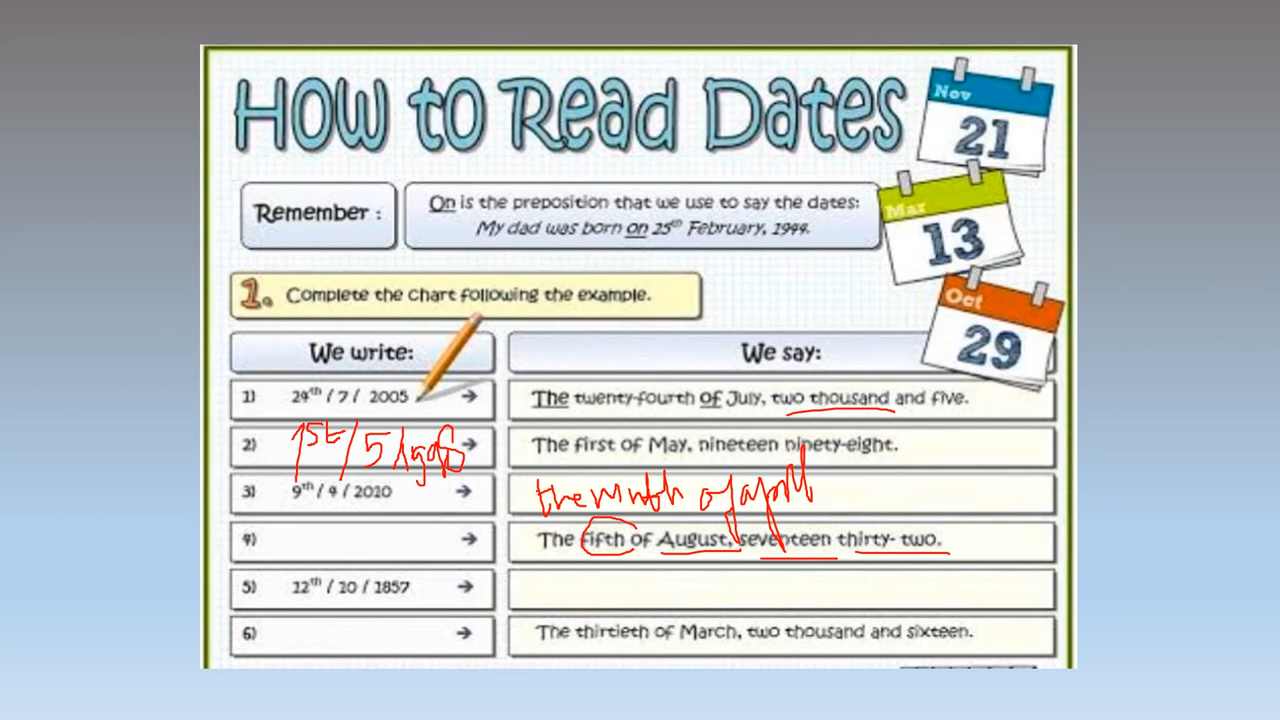 How to Read Dates
Nov
21
Mar
13
Oct
29
Remember :
On is the preposition that we use to say the dates:
My dad was born on 25th February, 1944.
1. Complete the chart following the example.
We write:
We say:
1) 24th / 7 / 2005 → The twenty-fourth of July, two thousand and five.
2) 1st / 5 / 1998 → The first of May, nineteen ninety-eight.
3) 9th / 4 / 2020 → the ninth of april
4) → The fifth of August, seventeen thirty- two.
5) 12th / 10 / 1857 →
6) → The thirtieth of March, two thousand and sixteen.